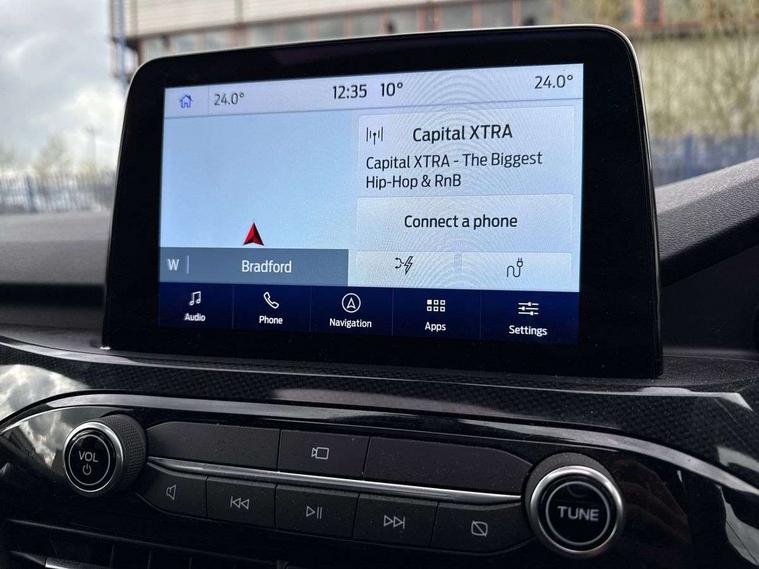 24.0°
12:35 10°
24.0°
Capital XTRA
Capital XTRA - The Biggest
Hip-Hop & RnB
Connect a phone
W Bradford
Audio
Phone
Navigation
Apps
Settings
VOL
TUNE